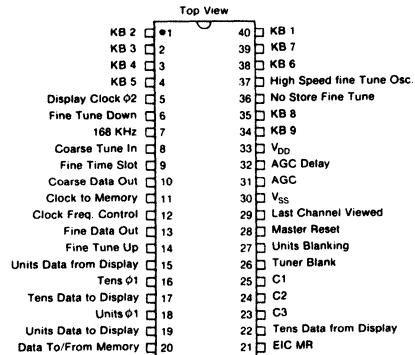 Top View
KB 2 1 40 KB 1
KB 3 2 39 KB 7
KB 4 3 38 KB 6
KB 5 4 37 High Speed fine Tune Osc.
Display Clock ϕ2 5 36 No Store Fine Tune
Fine Tune Down 6 35 KB 8
168 KHz 7 34 KB 9
Coarse Tune In 8 33 VDD
Fine Time Slot 9 32 AGC Delay
Coarse Data Out 10 31 AGC
Clock to Memory 11 30 VSS
Clock Freq. Control 12 29 Last Channel Viewed
Fine Data Out 13 28 Master Reset
Fine Tune Up 14 27 Units Blanking
Units Data from Display 15 26 Tuner Blank
Tens ϕ1 16 25 C1
Tens Data to Display 17 24 C2
Units ϕ1 18 23 C3
Units Data to Display 19 22 Tens Data from Display
Data To/From Memory 20 21 EIC MR